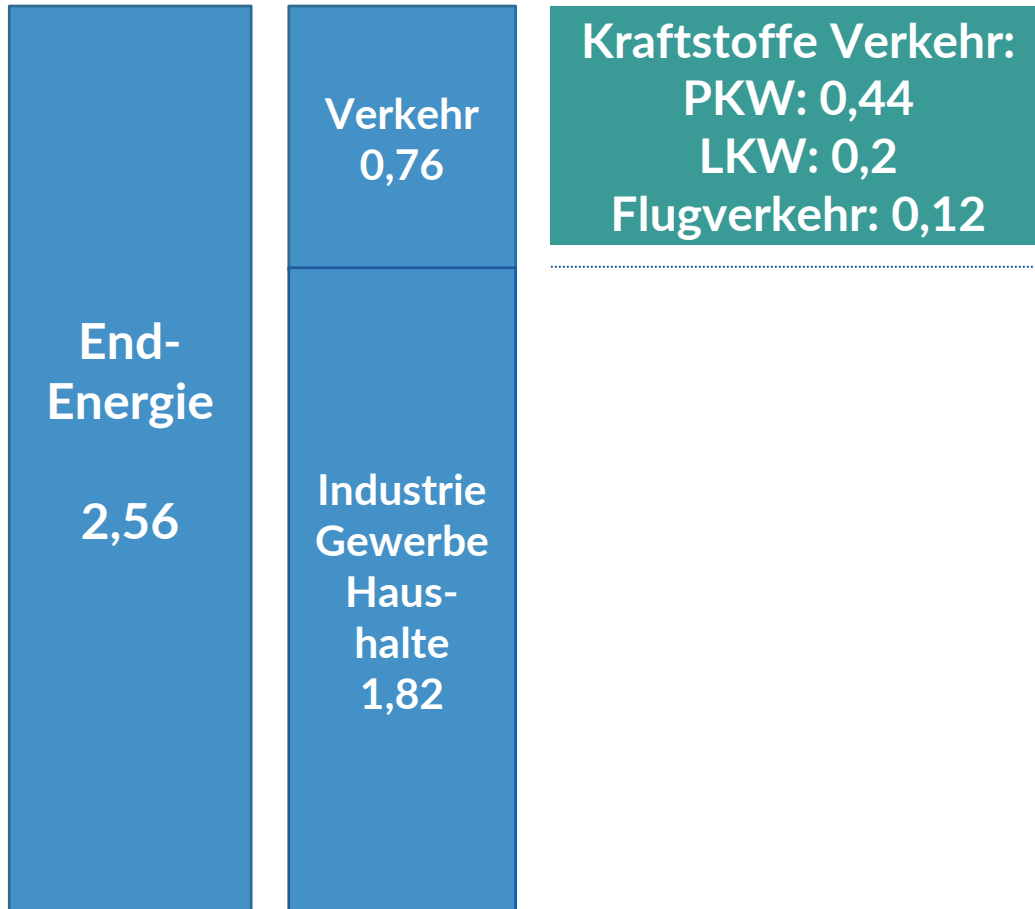 End-
Energie
2,56
Verkehr
0,76
Industrie
Gewerbe
Haus-
halte
1,82
Kraftstoffe Verkehr:
PKW: 0,44
LKW: 0,2
Flugverkehr: 0,12